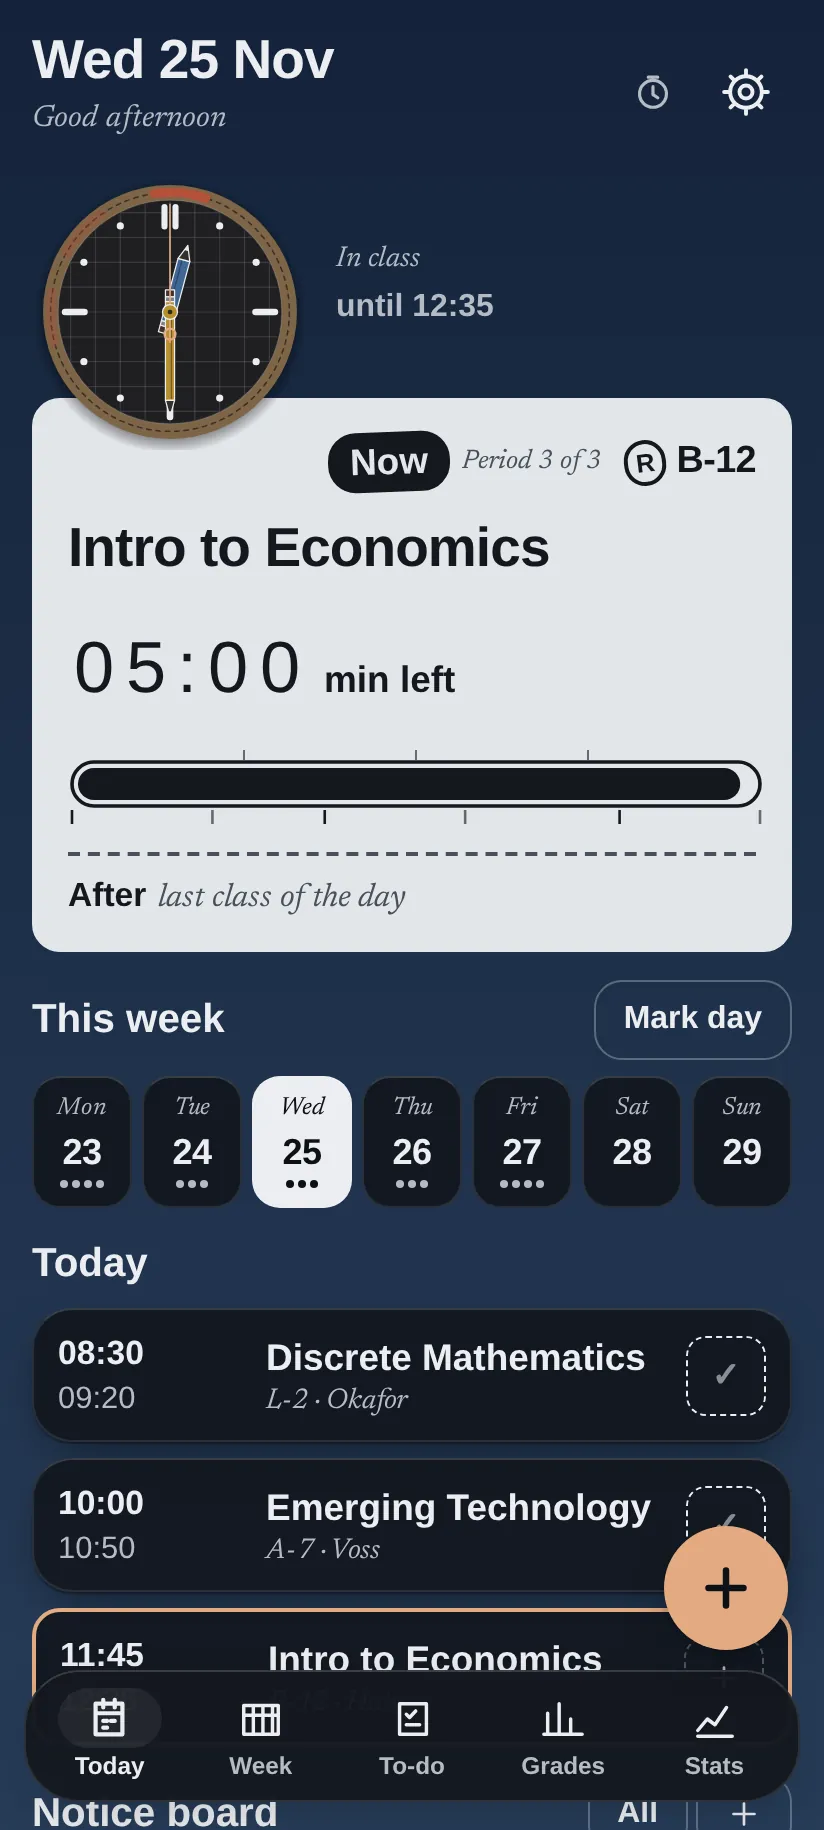 Wed 25 Nov
Good afternoon
In class
until 12:35
Now Period 3 of 3 R B-12
Intro to Economics
05:00 min left
After last class of the day
This week
Mark day
Mon Tue Wed Thu Fri Sat Sun
23 24 25 26 27 28 29
Today
08:30 Discrete Mathematics
09:20 L-2 · Okafor
10:00 Emerging Technology
10:50 A-7 · Voss
11:45 Intro to Economics
Today Week To-do Grades Stats
Notice board All